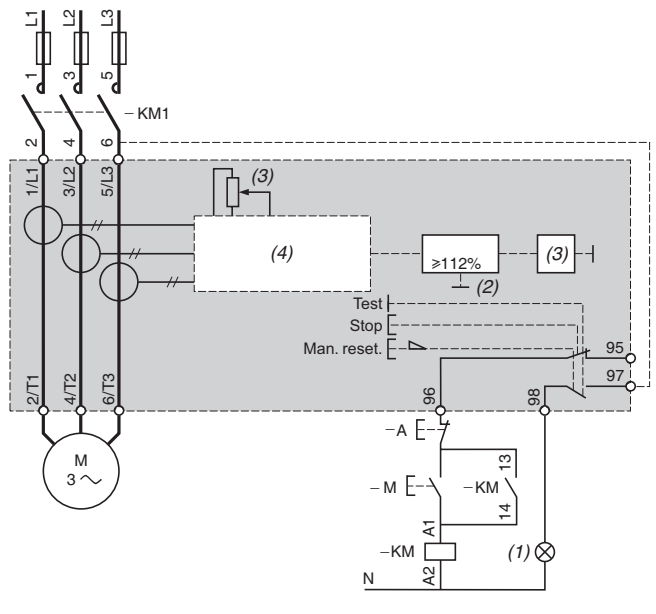 L1 L2 L3
1 3 5
–KM1
2 4 6
1/L1 3/L2 5/L3
(3)
(4)
≥112%
(3)
(2)
Test
Stop
Man. reset.
95
97
2/T1 4/T2 6/T3
96 98
–A
M
3
–M
–KM
13
14
A1
–KM
(1)
A2
N